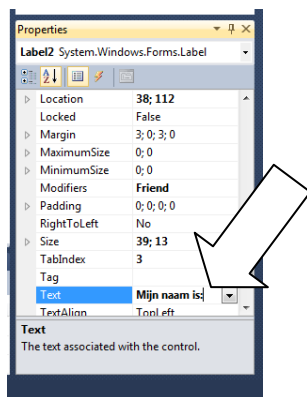 Properties
Label2 System.Windows.Forms.Label
Location 38; 112
Locked False
Margin 3; 0; 3; 0
MaximumSize 0; 0
MinimumSize 0; 0
Modifiers Friend
Padding 0; 0; 0; 0
RightToLeft No
Size 39; 13
TabIndex 3
Tag
Text Mijn naam is:
TextAlign TopLeft
Text
The text associated with the control.